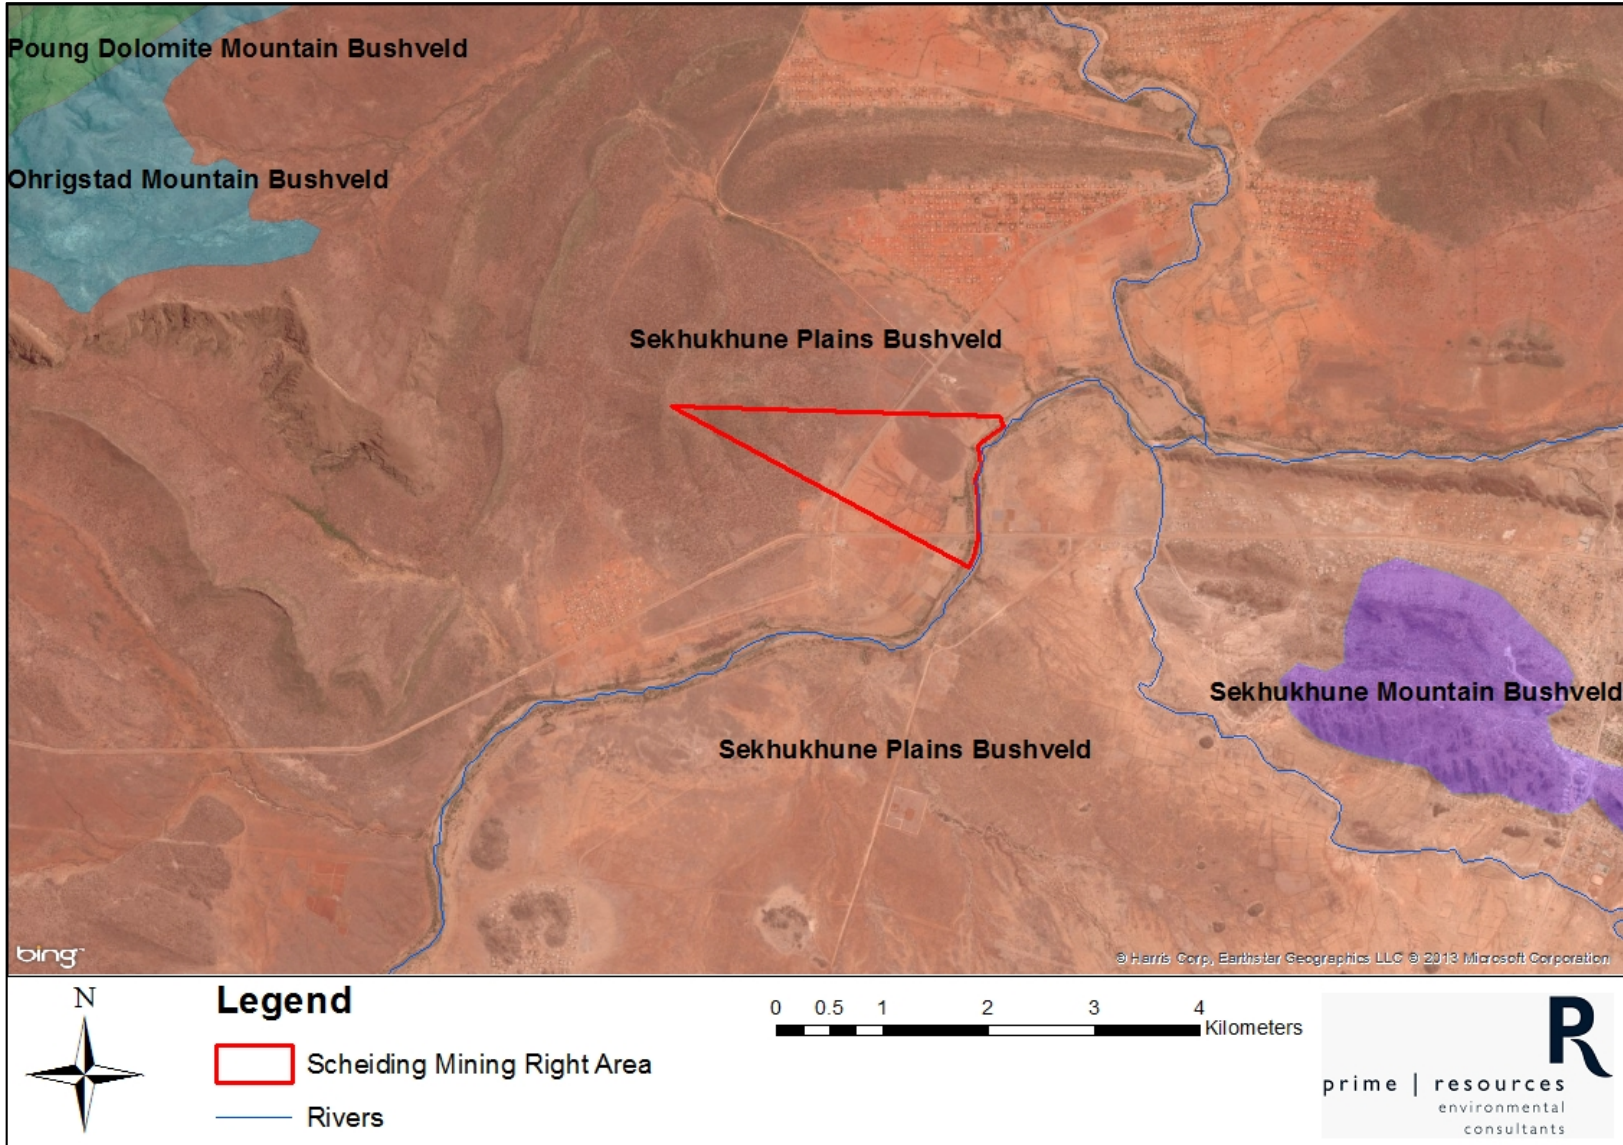 Poung Dolomite Mountain Bushveld
Ohrigstad Mountain Bushveld
Sekhukhune Plains Bushveld
Sekhukhune Mountain Bushveld
Sekhukhune Plains Bushveld
bing™
© Harris Corp, Earthstar Geographics LLC © 2013 Microsoft Corporation
N
Legend
Scheiding Mining Right Area
Rivers
0 0.5 1 2 3 4
Kilometers
R
prime | resources
environmental
consultants